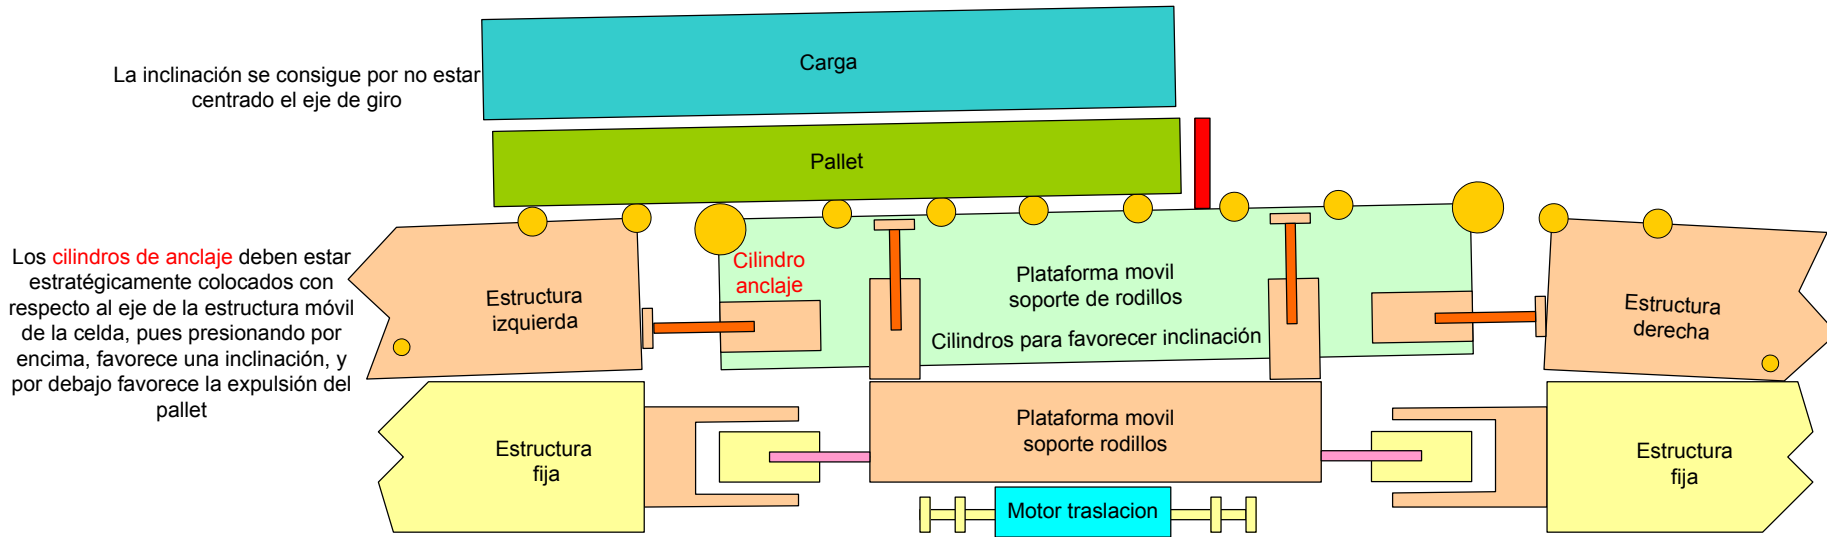 La inclinación se consigue por no estar
centrado el eje de giro
Carga
Pallet
Los cilindros de anclaje deben estar
estratégicamente colocados con
respecto al eje de la estructura móvil
de la celda, pues presionando por
encima, favorece una inclinación, y
por debajo favorece la expulsión del
pallet
Estructura
izquierda
Cilindro
anclaje
Plataforma movil
soporte de rodillos
Cilindros para favorecer inclinación
Estructura
derecha
Estructura
fija
Plataforma movil
soporte rodillos
Estructura
fija
Motor traslacion